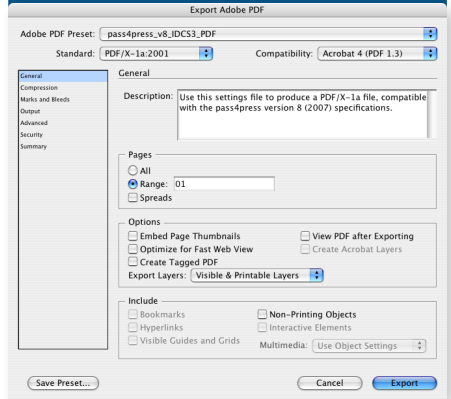 Export Adobe PDF
Adobe PDF Preset: pass4press_v8_IDCS3_PDF
Standard: PDF/X-1a:2001 Compatibility: Acrobat 4 (PDF 1.3)
General
Compression
Marks and Bleeds
Output
Advanced
Security
Summary
General
Description: Use this settings file to produce a PDF/X-1a file, compatible
with the pass4press version 8 (2007) specifications.
Pages
All
Range: 01
Spreads
Options
Embed Page Thumbnails View PDF after Exporting
Optimize for Fast Web View Create Acrobat Layers
Create Tagged PDF
Export Layers: Visible & Printable Layers
Include
Bookmarks Non-Printing Objects
Hyperlinks Interactive Elements
Visible Guides and Grids Multimedia: Use Object Settings
Save Preset... Cancel Export